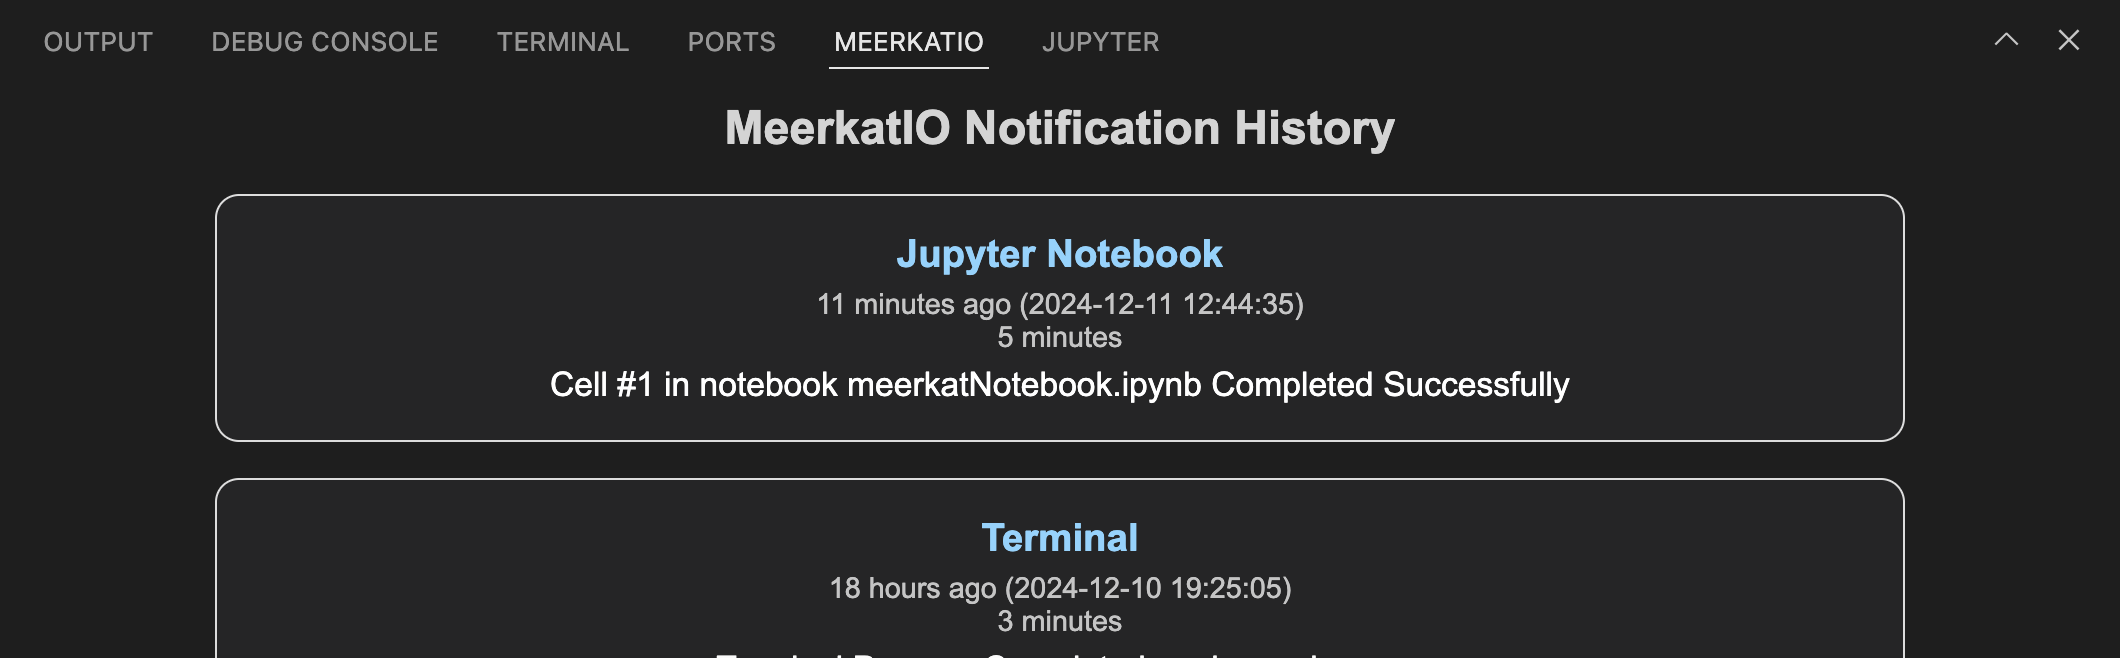 OUTPUT DEBUG CONSOLE TERMINAL PORTS MEERKATIO JUPYTER
MeerkatIO Notification History
Jupyter Notebook
11 minutes ago (2024-12-11 12:44:35)
5 minutes
Cell #1 in notebook meerkatNotebook.ipynb Completed Successfully
Terminal
18 hours ago (2024-12-10 19:25:05)
3 minutes